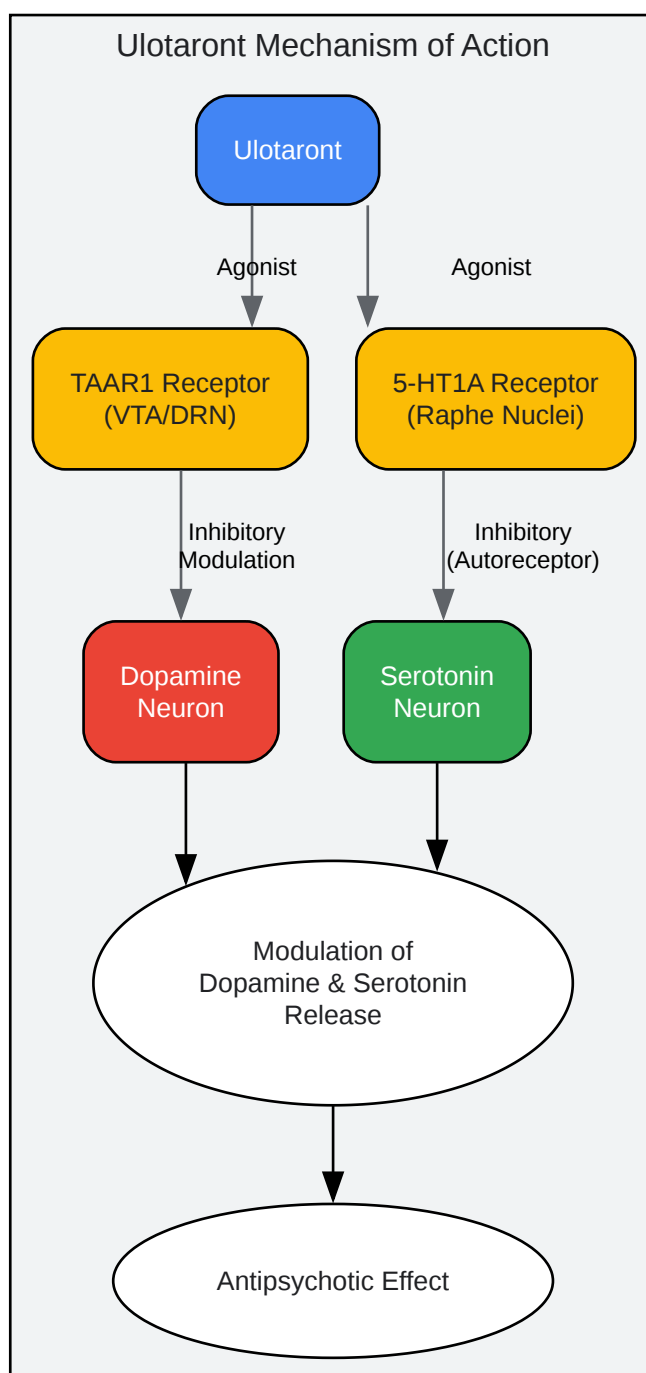 Ulotaront Mechanism of Action
Ulotaront
Agonist
Agonist
TAAR1 Receptor
(VTA/DRN)
5-HT1A Receptor
(Raphe Nuclei)
Inhibitory
Modulation
Inhibitory
(Autoreceptor)
Dopamine
Neuron
Serotonin
Neuron
Modulation of
Dopamine & Serotonin
Release
Antipsychotic Effect